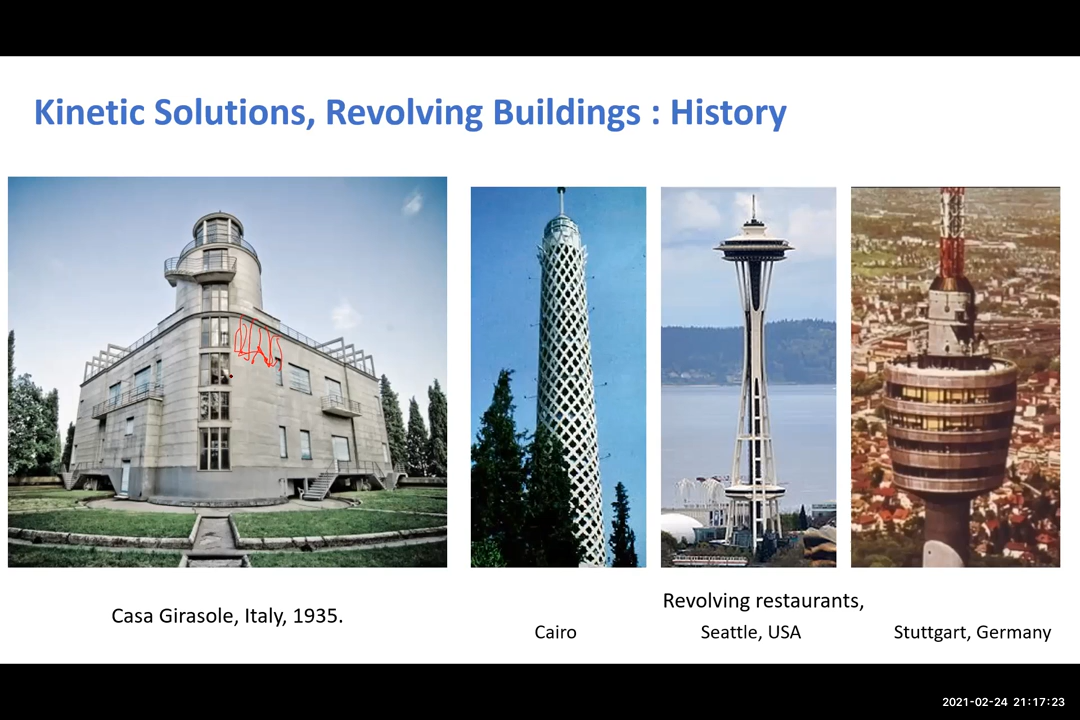 Kinetic Solutions, Revolving Buildings : History
Casa Girasole, Italy, 1935.
Revolving restaurants,
Cairo
Seattle, USA
Stuttgart, Germany
2021-02-24 21:17:23